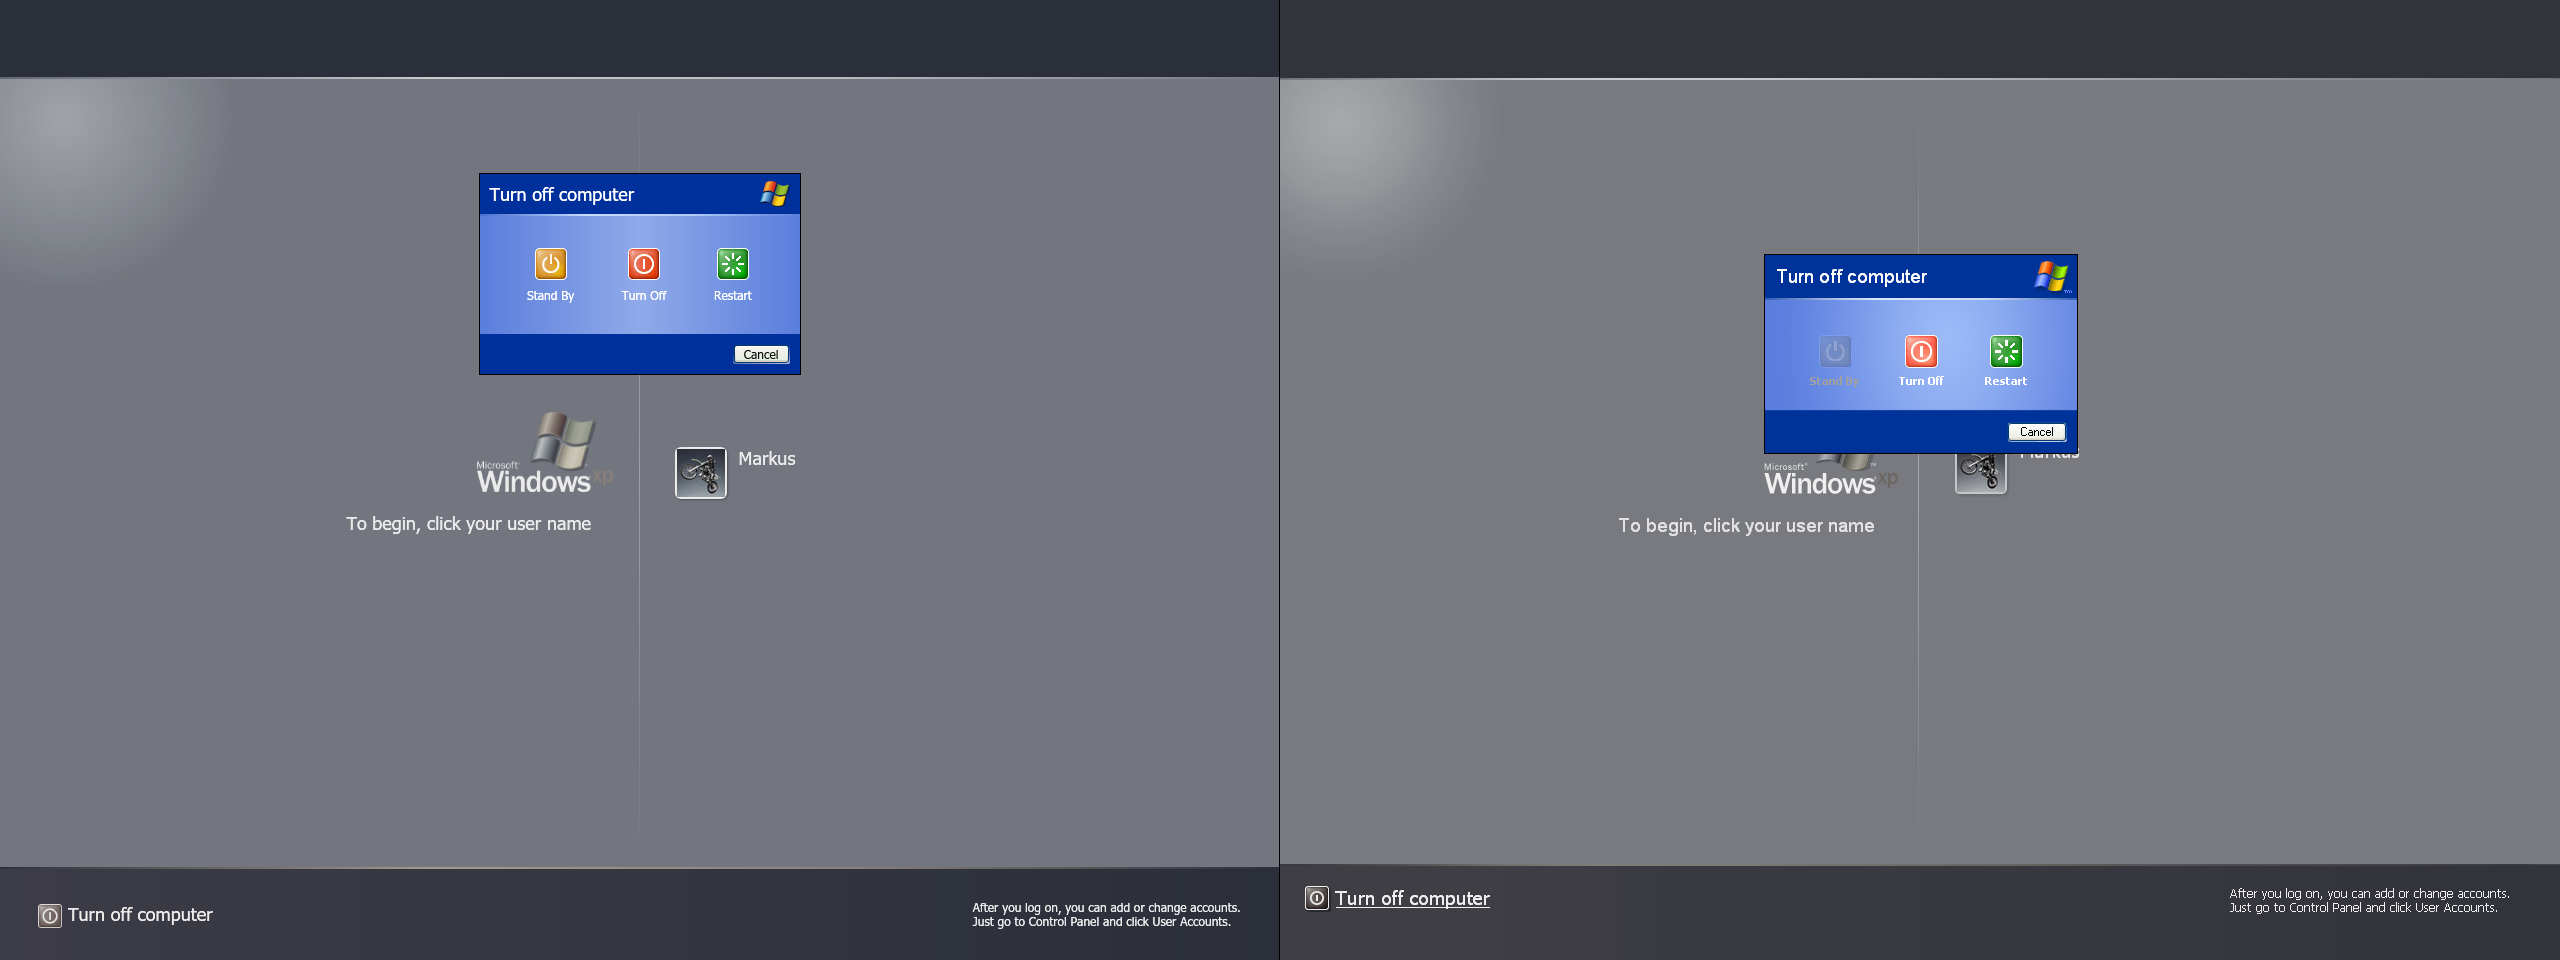 Turn off computer
Stand By
Turn Off
Restart
Cancel
Microsoft
Windows xp
Markus
To begin, click your user name
Turn off computer
After you log on, you can add or change accounts.
Just go to Control Panel and click User Accounts.
Turn off computer
TM
Stand By
Turn Off
Restart
Cancel
Microsoft®
Windows xp
Markus
To begin, click your user name
Turn off computer
After you log on, you can add or change accounts.
Just go to Control Panel and click User Accounts.